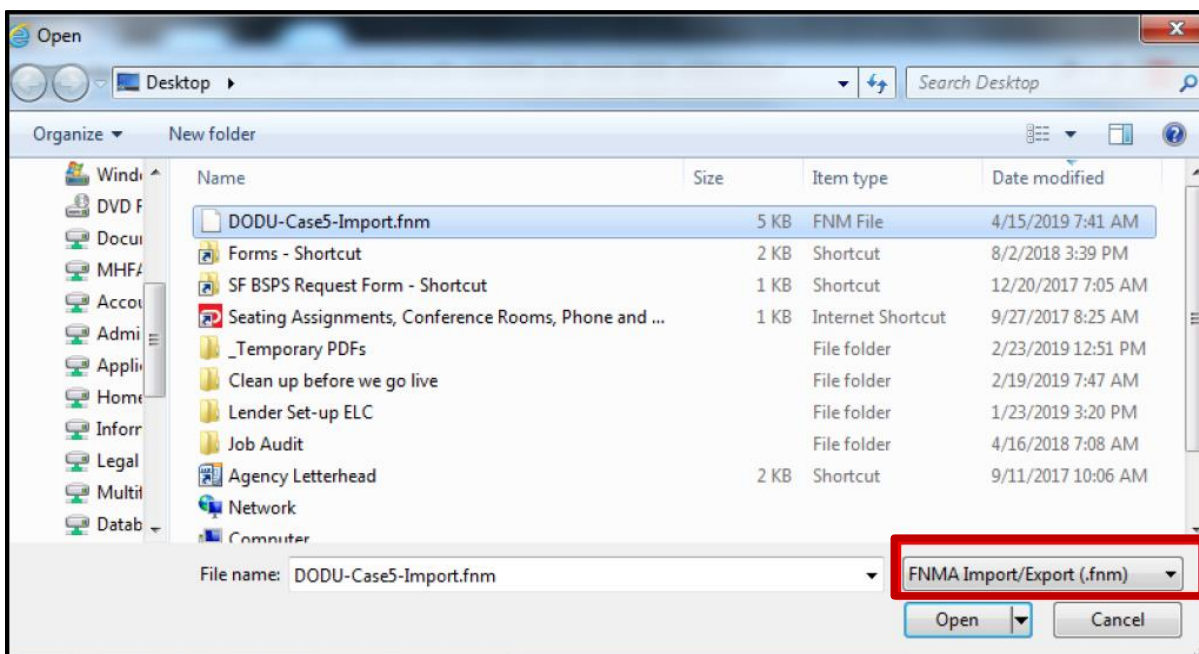 Open
Desktop
Search Desktop
Organize New folder
Name Size Item type Date modified
DODU-Case5-Import.fnm 5 KB FNM File 4/15/2019 7:41 AM
Forms - Shortcut 2 KB Shortcut 8/2/2018 3:39 PM
SF BSPS Request Form - Shortcut 1 KB Shortcut 12/20/2017 7:05 AM
Seating Assignments, Conference Rooms, Phone and ... 1 KB Internet Shortcut 9/27/2017 8:25 AM
_Temporary PDFs File folder 2/23/2019 12:51 PM
Clean up before we go live File folder 2/19/2019 7:47 AM
Lender Set-up ELC File folder 1/23/2019 3:20 PM
Job Audit File folder 4/16/2018 7:08 AM
Agency Letterhead 2 KB Shortcut 9/11/2017 10:06 AM
Network
Computer
DVD
Home
Legal
File name: DODU-Case5-Import.fnm FNMA Import/Export (.fnm)
Open Cancel